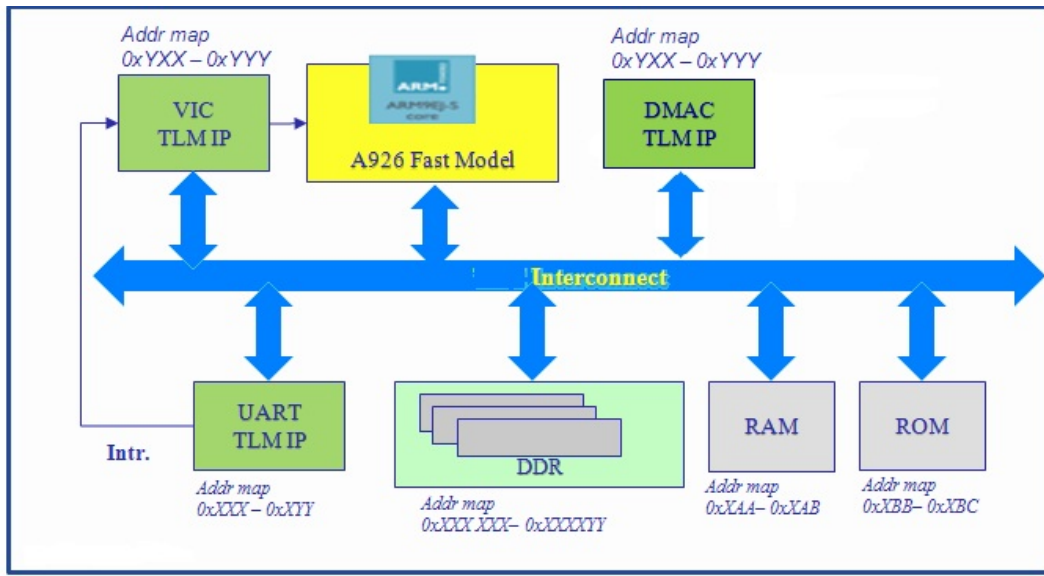 Addr map
0xYXX – 0xYYY
VIC
TLM IP
ARM
ARM9EJ-S
core
A926 Fast Model
Addr map
0xYXX – 0xYYY
DMAC
TLM IP
Interconnect
UART
TLM IP
Intr.
Addr map
0xXXX – 0xXYY
DDR
Addr map
0xXXX XXX– 0xXXXXYY
RAM
Addr map
0xXAA– 0xXAB
ROM
Addr map
0xXBB– 0xXBC